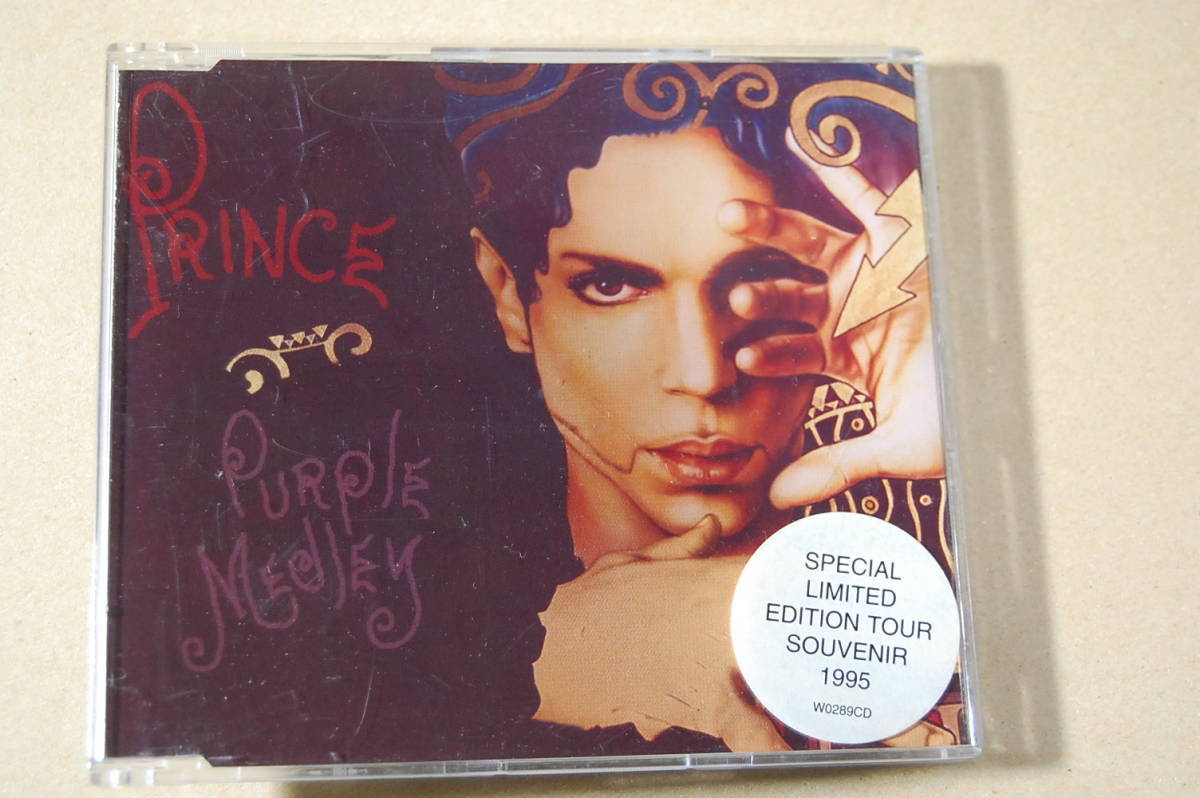 PRINCE
PURPLE
MEDLEY
SPECIAL
LIMITED
EDITION TOUR
SOUVENIR
1995
W0289CD